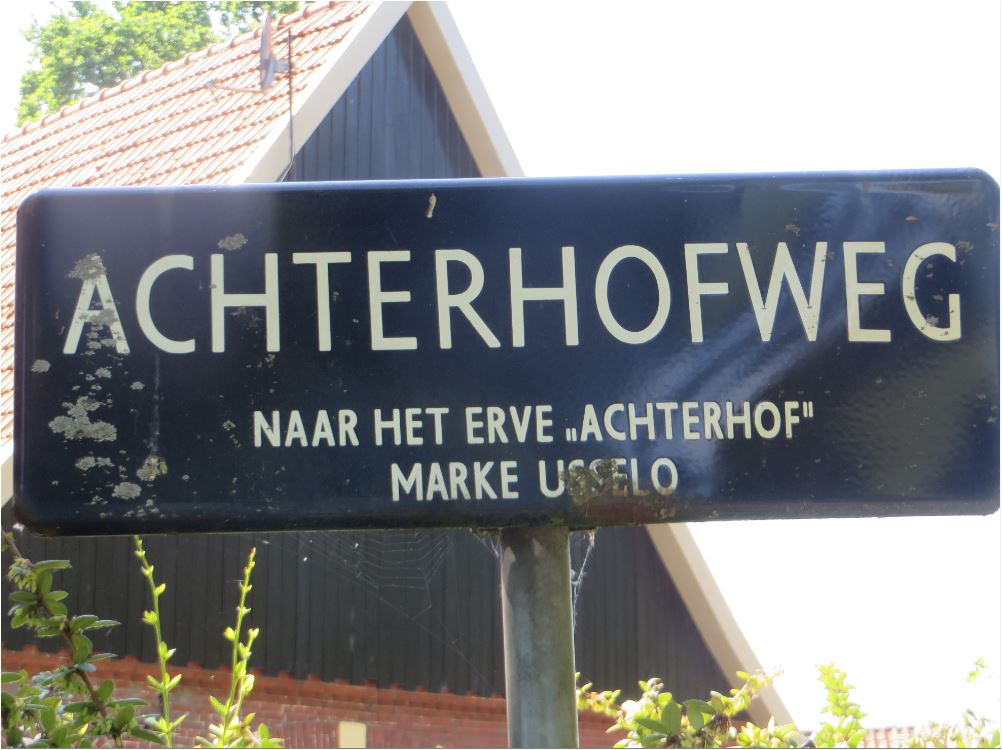 ACHTERHOFWEG
NAAR HET ERVE „ACHTERHOF"
MARKE USSELO